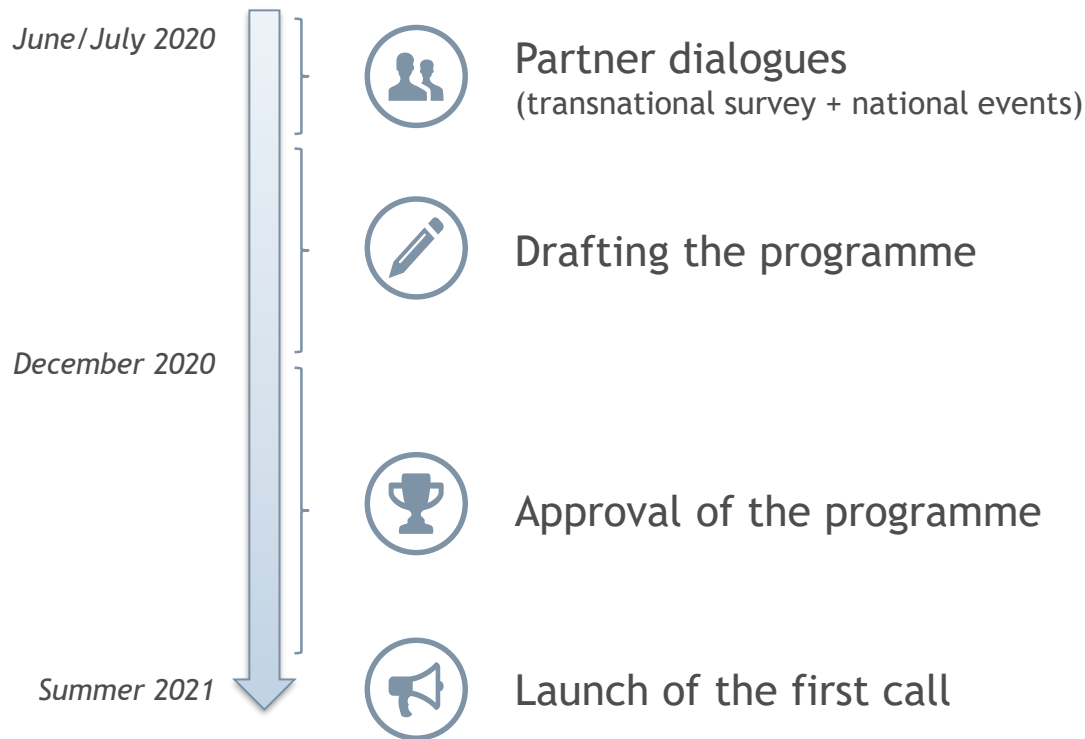 June/July 2020
Partner dialogues
(transnational survey + national events)
Drafting the programme
December 2020
Approval of the programme
Summer 2021
Launch of the first call